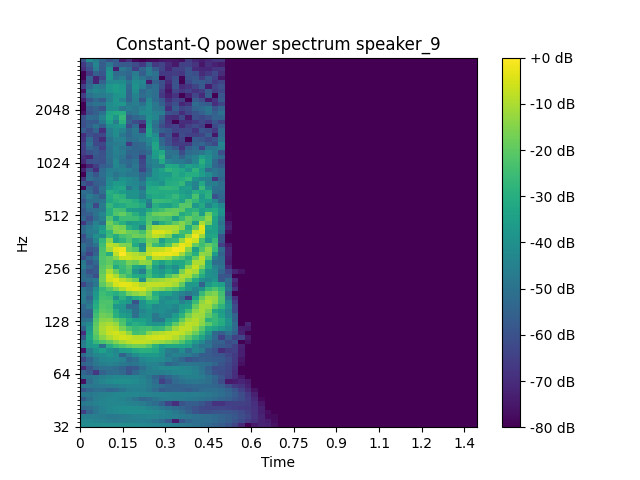 Constant-Q power spectrum speaker_9
+0 dB
-10 dB
-20 dB
-30 dB
-40 dB
-50 dB
-60 dB
-70 dB
-80 dB
Hz
2048
1024
512
256
128
64
32
0 0.15 0.3 0.45 0.6 0.75 0.9 1.1 1.2 1.4
Time